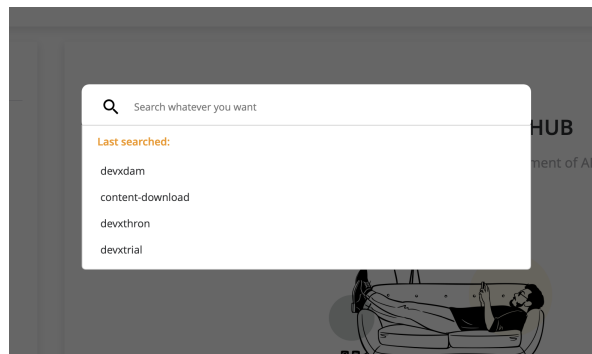 Search whatever you want
HUB
Last searched:
ment of
devxdam
content-download
devxthron
devxtrial